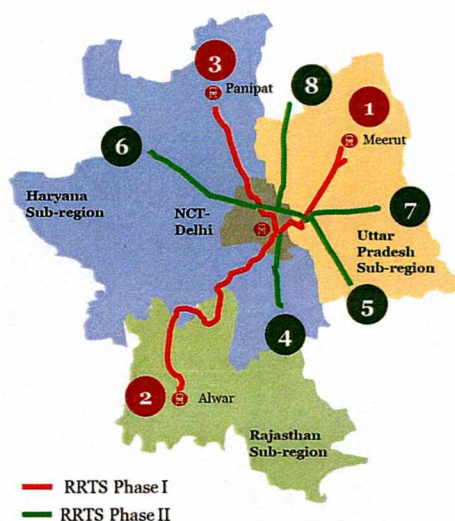 3
Panipat
8
1
Meerut
6
Haryana
Sub-region
NCT-
Delhi
7
Uttar
Pradesh
Sub-region
5
4
2
Alwar
Rajasthan
Sub-region
RRTS Phase I
RRTS Phase II